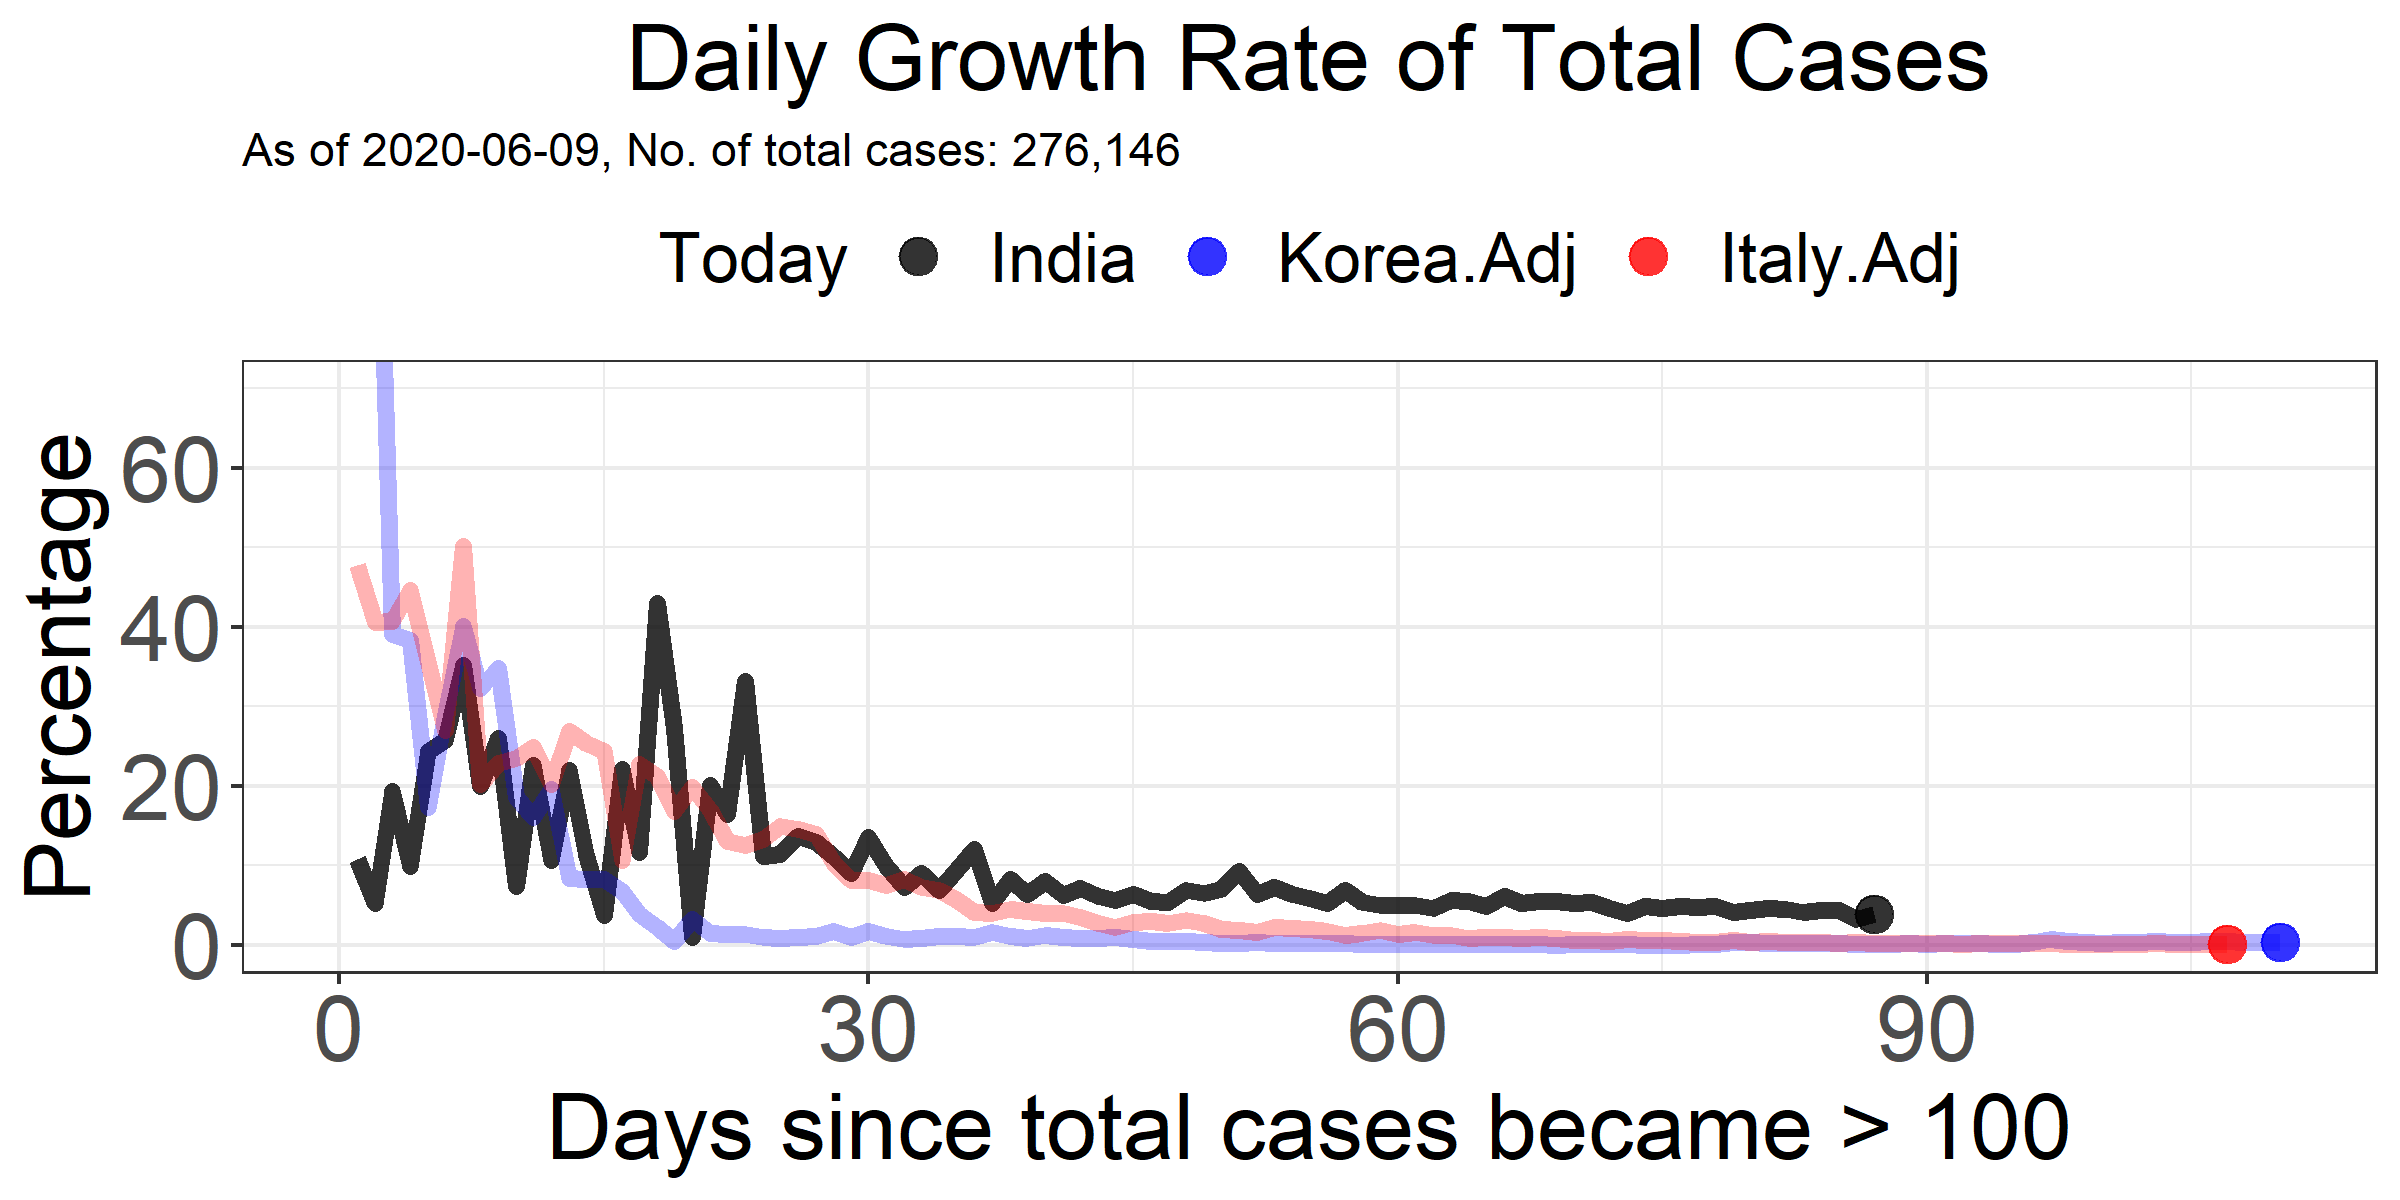 Daily Growth Rate of Total Cases
As of 2020-06-09, No. of total cases: 276,146
Today India Korea.Adj Italy.Adj
Percentage
60
40
20
0
0 30 60 90
Days since total cases became > 100